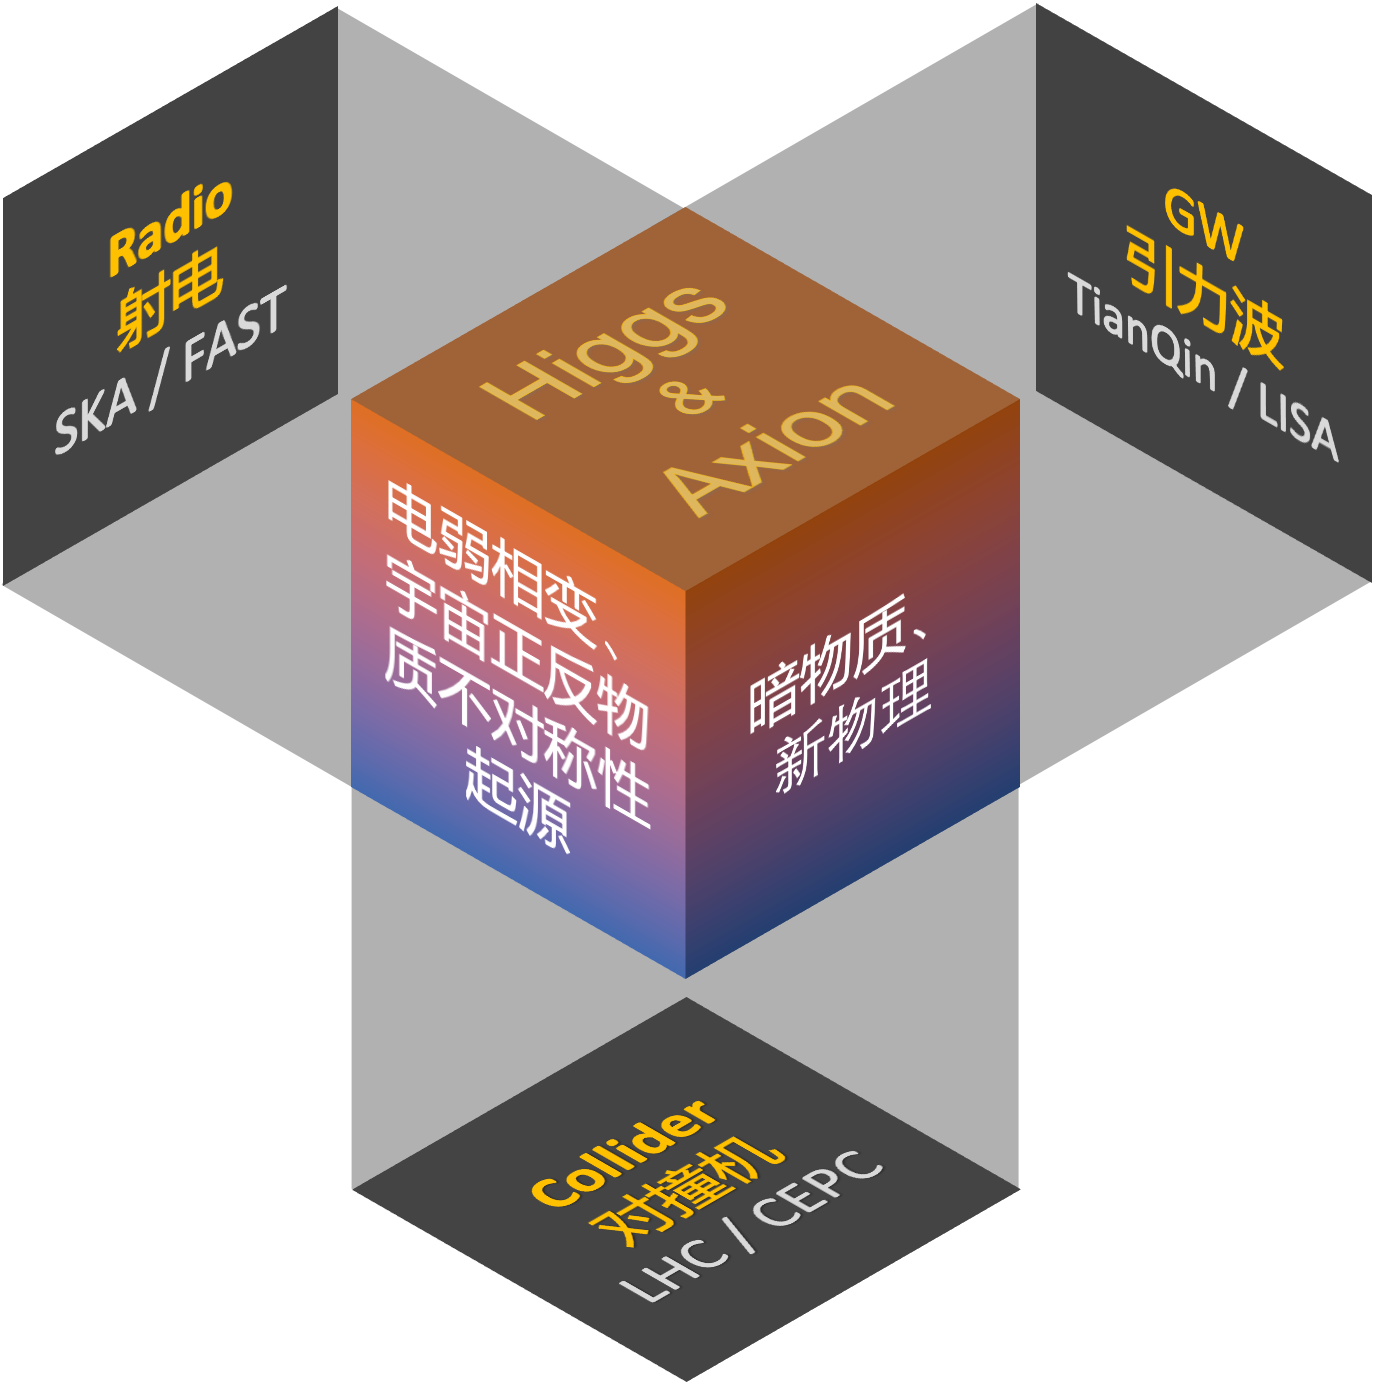 Radio
射电
SKA / FAST
GW
引力波
TianQin / LISA
Higgs
&
Axion
电弱相变、
宇宙正反物
质不对称性
起源
暗物质、
新物理
Collider
对撞机
LHC / CEPC